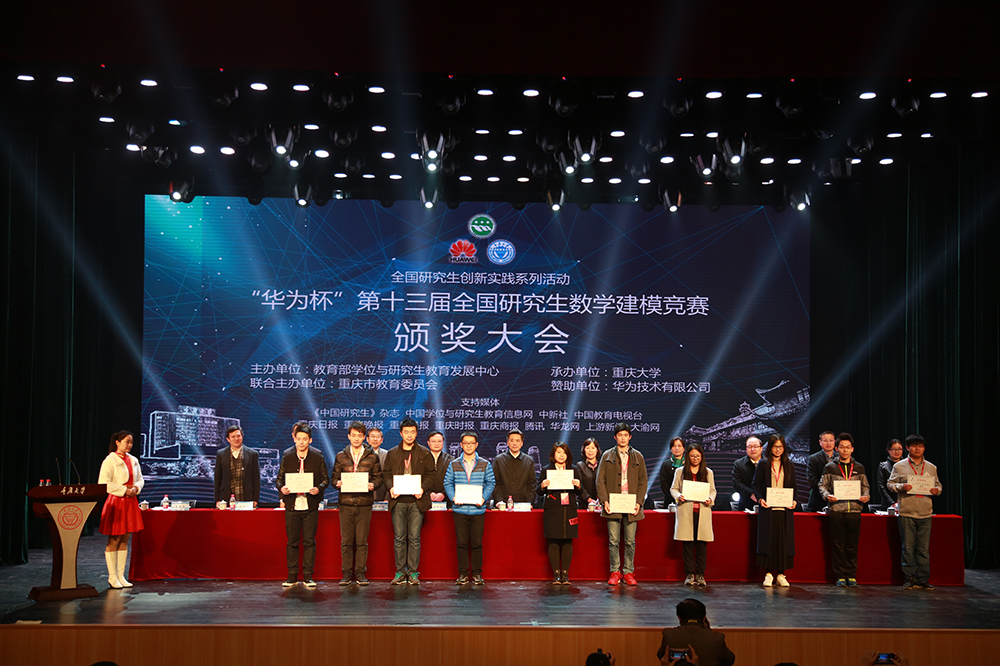 HUAWEI
全国研究生创新实践系列活动
“华为杯”第十三届全国研究生数学建模竞赛
颁奖大会
主办单位：教育部学位与研究生教育发展中心
承办单位：重庆大学
联合主办单位：重庆市教育委员会
赞助单位：华为技术有限公司
支持媒体
《中国研究生》杂志 中国学位与研究生教育信息网 中新社 中国教育电视台
重庆日报 重庆晚报 重庆时报 重庆商报 腾讯 华龙网 上游新闻 大渝网
重庆大学